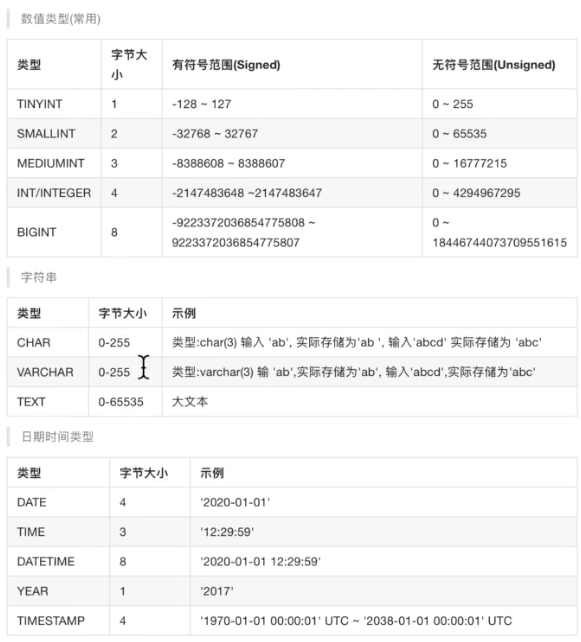 数值类型(常用)
类型 字节大小 有符号范围(Signed) 无符号范围(Unsigned)
TINYINT 1 -128 ~ 127 0 ~ 255
SMALLINT 2 -32768 ~ 32767 0 ~ 65535
MEDIUMINT 3 -8388608 ~ 8388607 0 ~ 16777215
INT/INTEGER 4 -2147483648 ~2147483647 0 ~ 4294967295
BIGINT 8 -9223372036854775808 ~ 9223372036854775807 0 ~ 18446744073709551615
字符串
类型 字节大小 示例
CHAR 0-255 类型:char(3) 输入 'ab', 实际存储为'ab ', 输入'abcd' 实际存储为 'abc'
VARCHAR 0-255 类型:varchar(3) 输 'ab',实际存储为'ab', 输入'abcd',实际存储为'abc'
TEXT 0-65535 大文本
日期时间类型
类型 字节大小 示例
DATE 4 '2020-01-01'
TIME 3 '12:29:59'
DATETIME 8 '2020-01-01 12:29:59'
YEAR 1 '2017'
TIMESTAMP 4 '1970-01-01 00:00:01' UTC ~ '2038-01-01 00:00:01' UTC